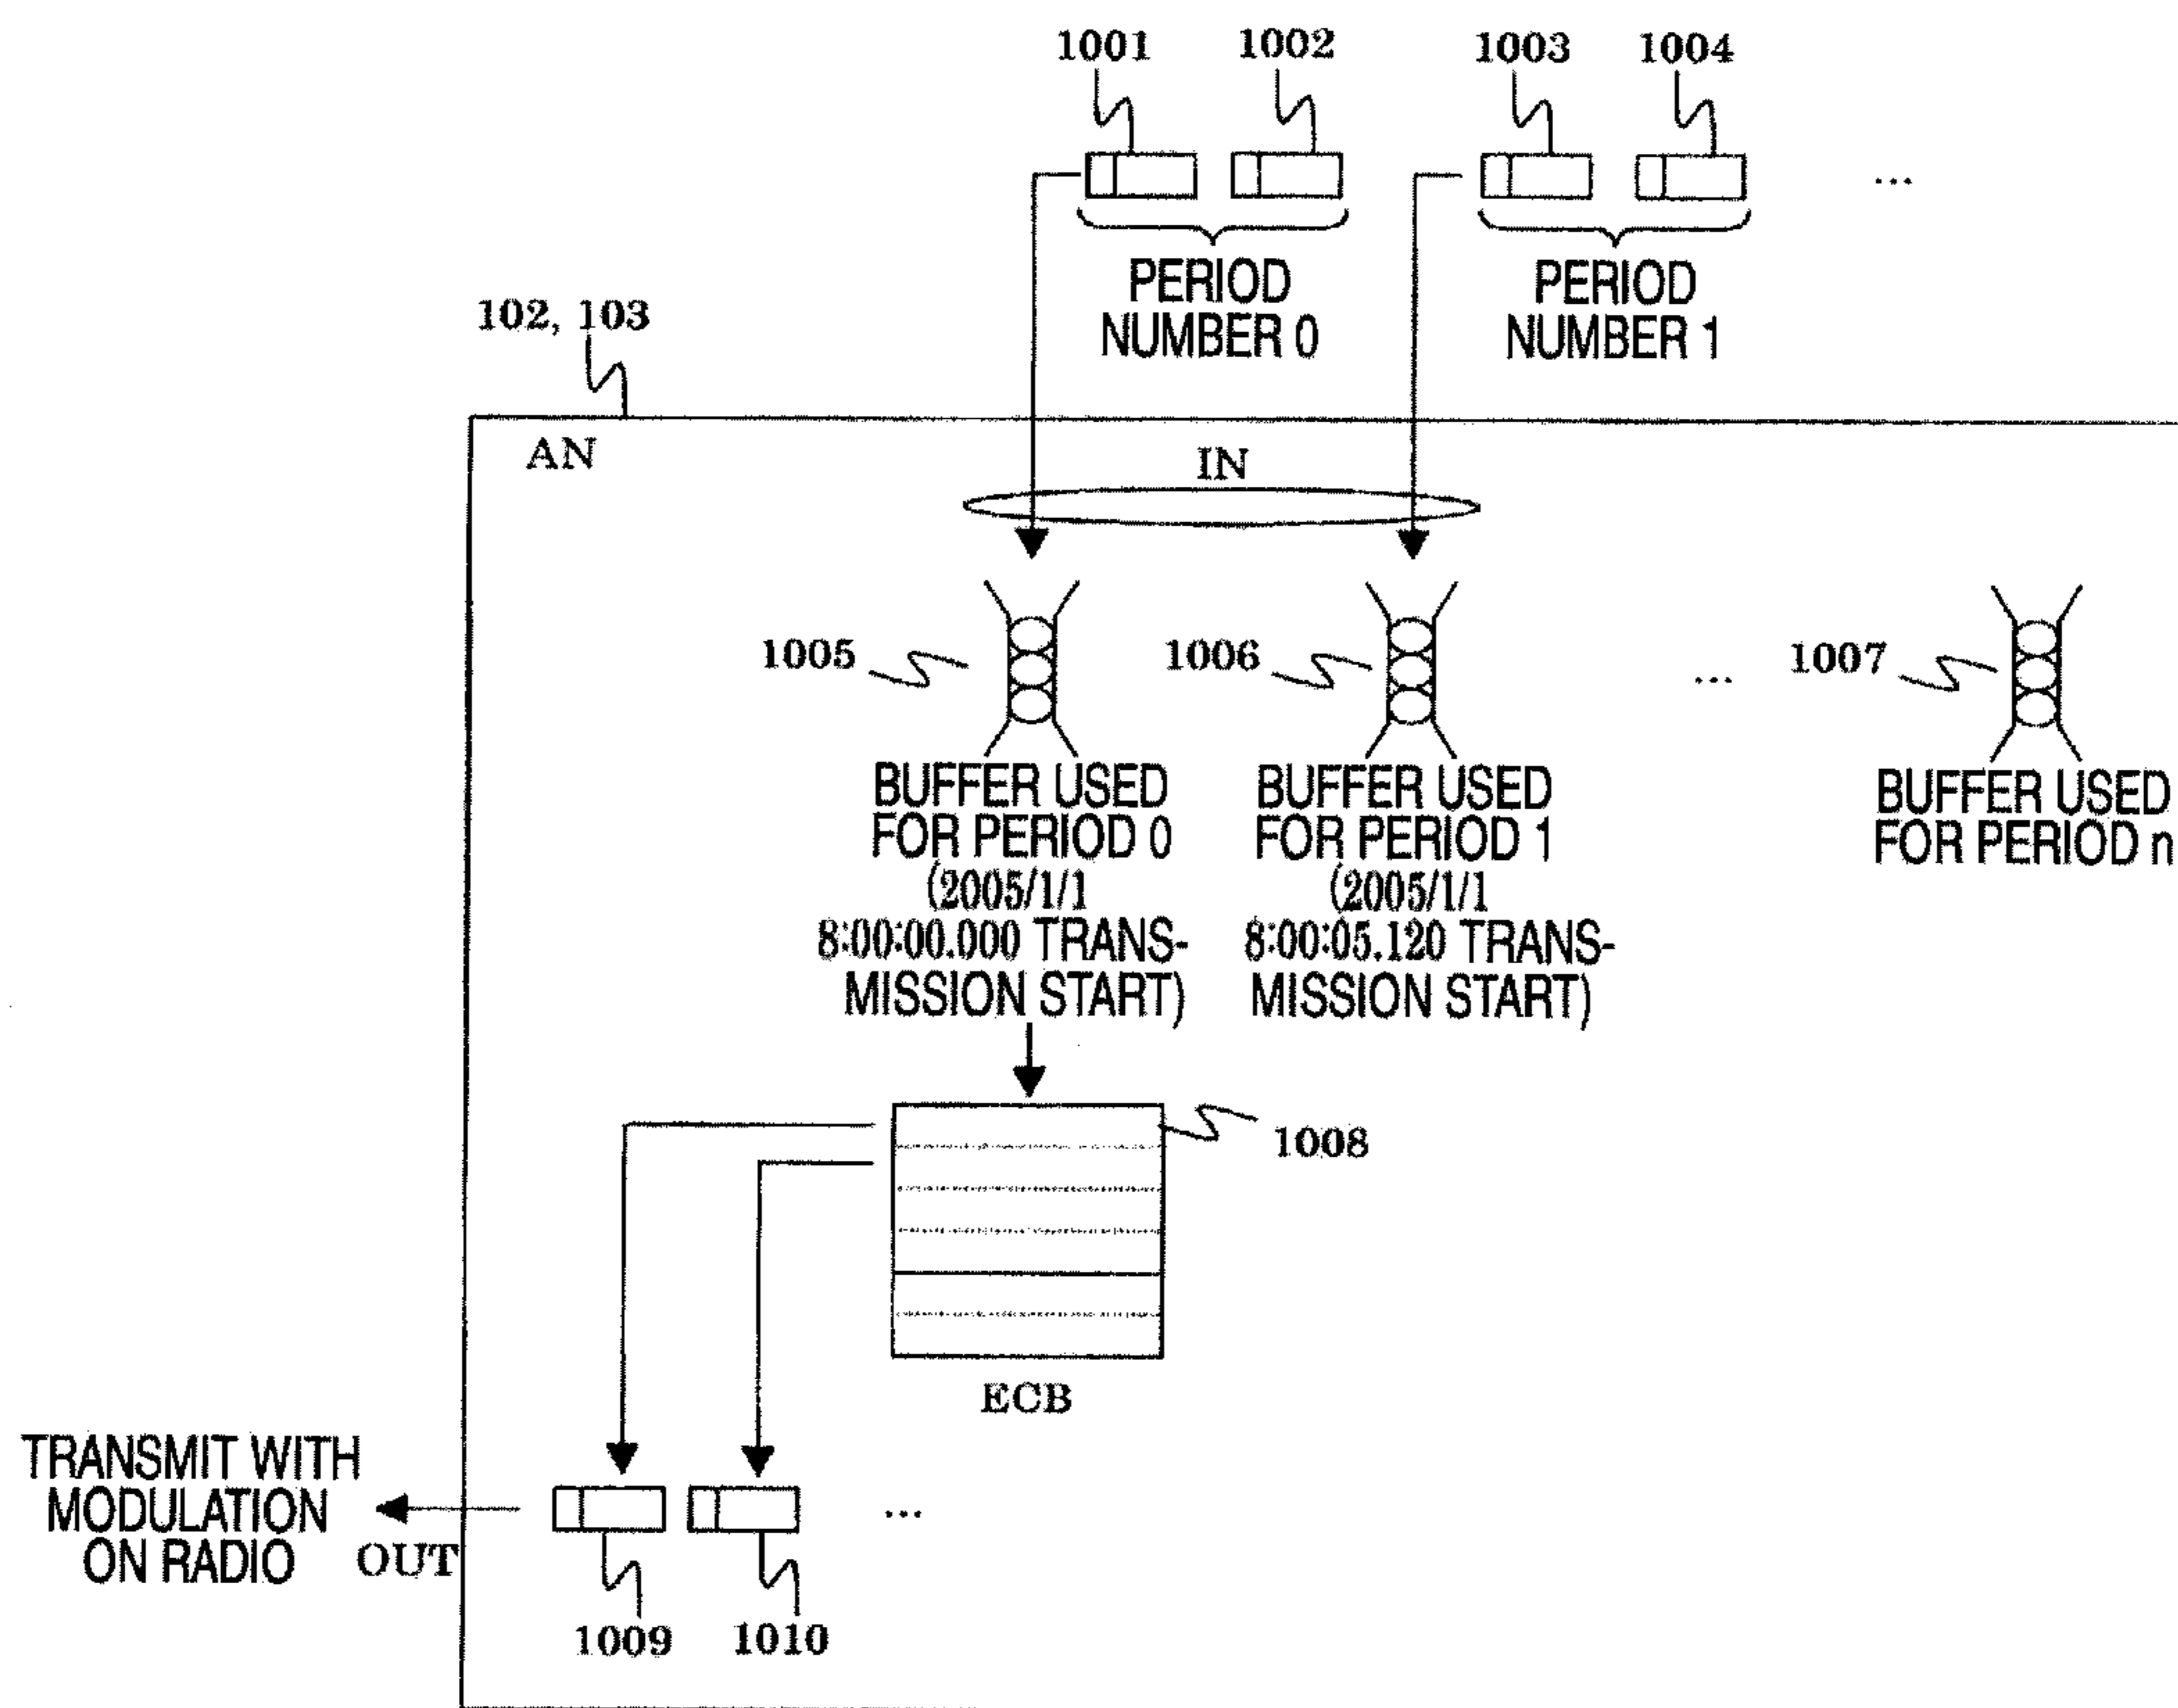 1001
1002
1003
1004
...
PERIOD
NUMBER 0
PERIOD
NUMBER 1
102, 103
AN
IN
1005
1006
...
1007
BUFFER USED
FOR PERIOD 0
(2005/1/1
8:00:00.000 TRANS-
MISSION START)
BUFFER USED
FOR PERIOD 1
(2005/1/1
8:00:05.120 TRANS-
MISSION START)
BUFFER USED
FOR PERIOD n
1008
ECB
TRANSMIT WITH
MODULATION
ON RADIO
OUT
...
1009
1010